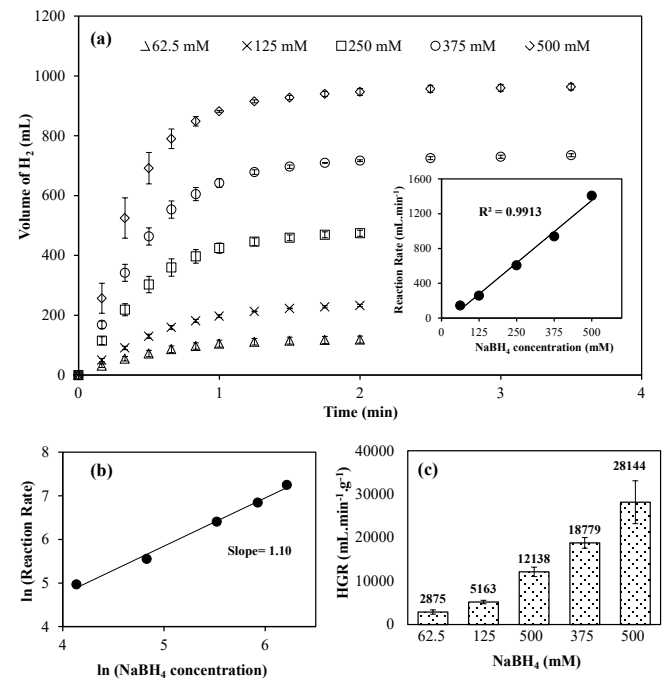 (a)
62.5 mM 125 mM 250 mM 375 mM 500 mM
1200
1000
800
600
400
200
0
Volume of H₂ (mL)
0 1 2 3 4
Time (min)
R² = 0.9913
1600
1200
800
400
0
Reaction Rate (mL.min⁻¹)
0 125 250 375 500
NaBH₄ concentration (mM)
(b)
8
7
6
5
4
ln (Reaction Rate)
Slope= 1.10
4 5 6
ln (NaBH₄ concentration)
(c)
40000
30000
20000
10000
0
HGR (mL.min⁻¹.g⁻¹)
2875 5163 12138 18779 28144
62.5 125 500 375 500
NaBH₄ (mM)